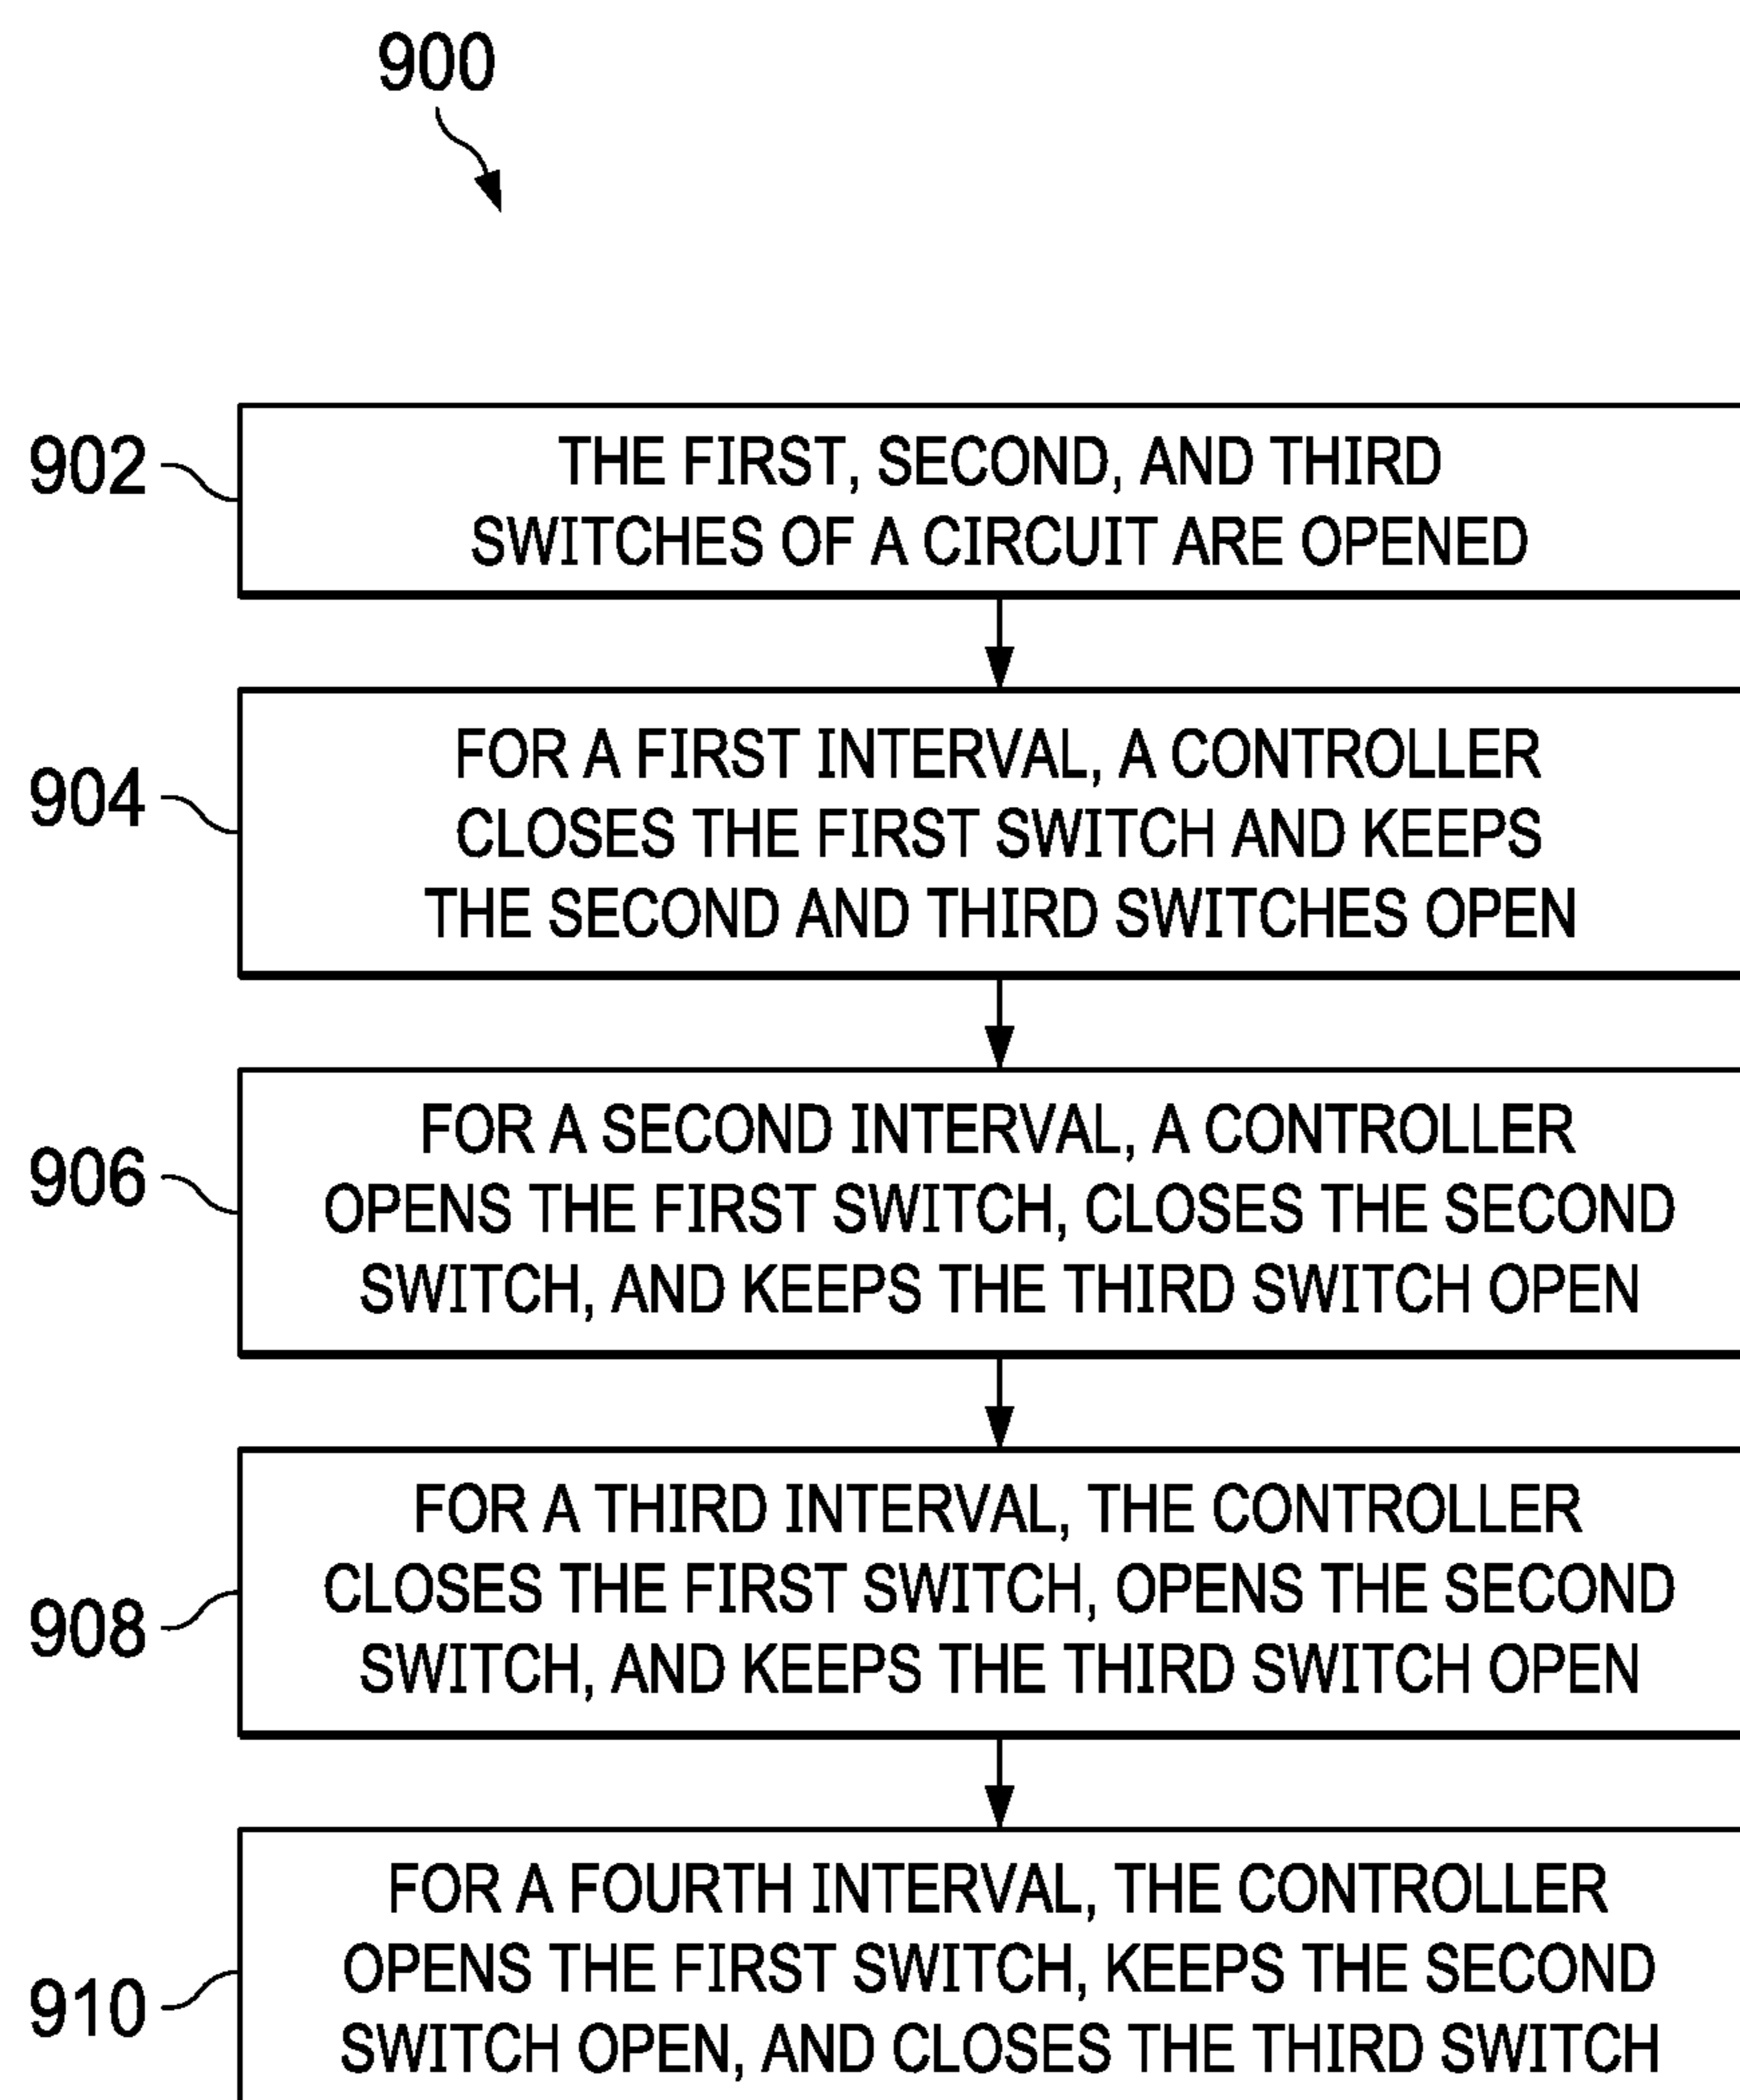 900
902
THE FIRST, SECOND, AND THIRD
SWITCHES OF A CIRCUIT ARE OPENED
904
FOR A FIRST INTERVAL, A CONTROLLER
CLOSES THE FIRST SWITCH AND KEEPS
THE SECOND AND THIRD SWITCHES OPEN
906
FOR A SECOND INTERVAL, A CONTROLLER
OPENS THE FIRST SWITCH, CLOSES THE SECOND
SWITCH, AND KEEPS THE THIRD SWITCH OPEN
908
FOR A THIRD INTERVAL, THE CONTROLLER
CLOSES THE FIRST SWITCH, OPENS THE SECOND
SWITCH, AND KEEPS THE THIRD SWITCH OPEN
910
FOR A FOURTH INTERVAL, THE CONTROLLER
OPENS THE FIRST SWITCH, KEEPS THE SECOND
SWITCH OPEN, AND CLOSES THE THIRD SWITCH